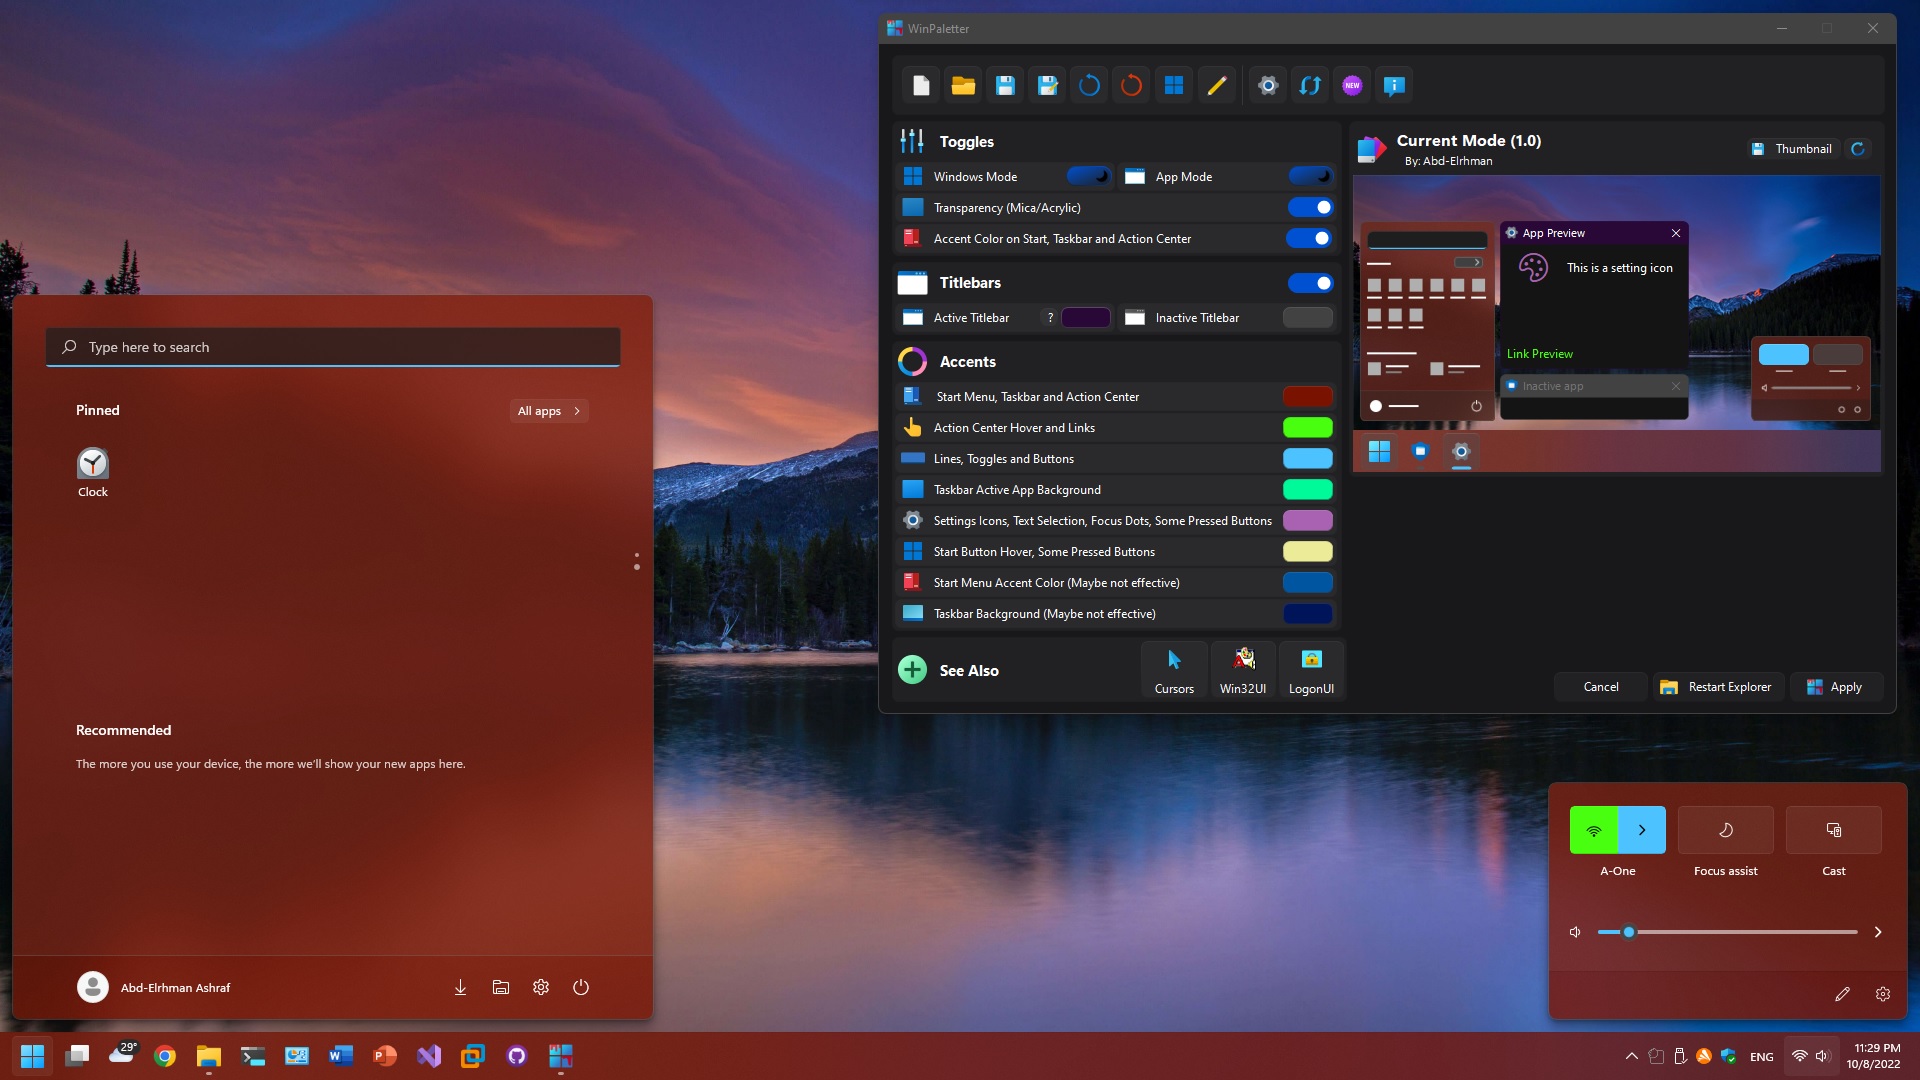 WinPaletter
NEW
Toggles
Windows Mode
App Mode
Transparency (Mica/Acrylic)
Accent Color on Start, Taskbar and Action Center
Titlebars
Active Titlebar
?
Inactive Titlebar
Accents
Start Menu, Taskbar and Action Center
Action Center Hover and Links
Lines, Toggles and Buttons
Taskbar Active App Background
Settings Icons, Text Selection, Focus Dots, Some Pressed Buttons
Start Button Hover, Some Pressed Buttons
Start Menu Accent Color (Maybe not effective)
Taskbar Background (Maybe not effective)
See Also
Cursors
Win32UI
LogonUI
Current Mode (1.0)
By: Abd-Elrhman
Thumbnail
App Preview
This is a setting icon
Link Preview
Inactive app
Cancel
Restart Explorer
Apply
Type here to search
Pinned
All apps
Clock
Recommended
The more you use your device, the more we'll show your new apps here.
Abd-Elrhman Ashraf
A-One
Focus assist
Cast
29°
ENG
11:29 PM
10/8/2022